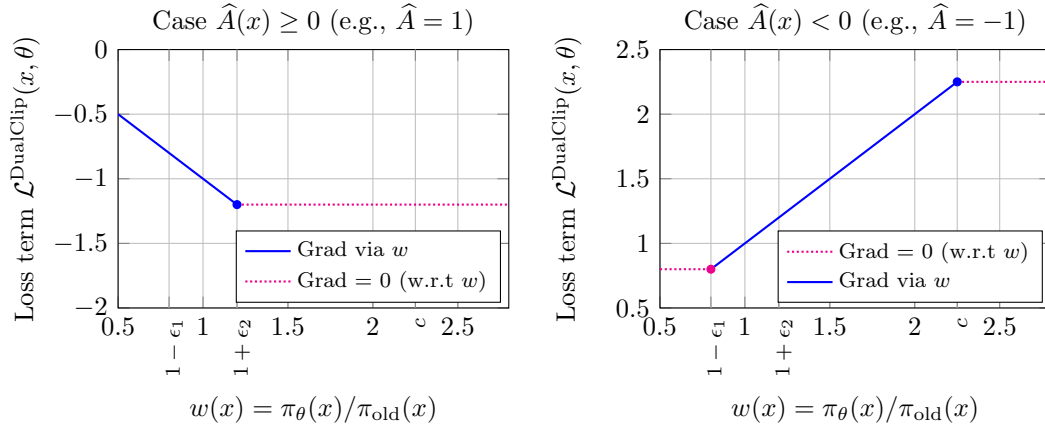 Case Â(x) ≥ 0 (e.g., Â = 1)
Loss term ℒ^DualClip(x, θ)
0
−0.5
−1
−1.5
−2
Grad via w
Grad = 0 (w.r.t w)
0.5 1 1.5 2 2.5
1 − ϵ₁ 1 + ϵ₂ c
w(x) = π_θ(x)/π_old(x)
Case Â(x) < 0 (e.g., Â = −1)
Loss term ℒ^DualClip(x, θ)
2.5
2
1.5
1
0.5
Grad = 0 (w.r.t w)
Grad via w
0.5 1 1.5 2 2.5
1 − ϵ₁ 1 + ϵ₂ c
w(x) = π_θ(x)/π_old(x)